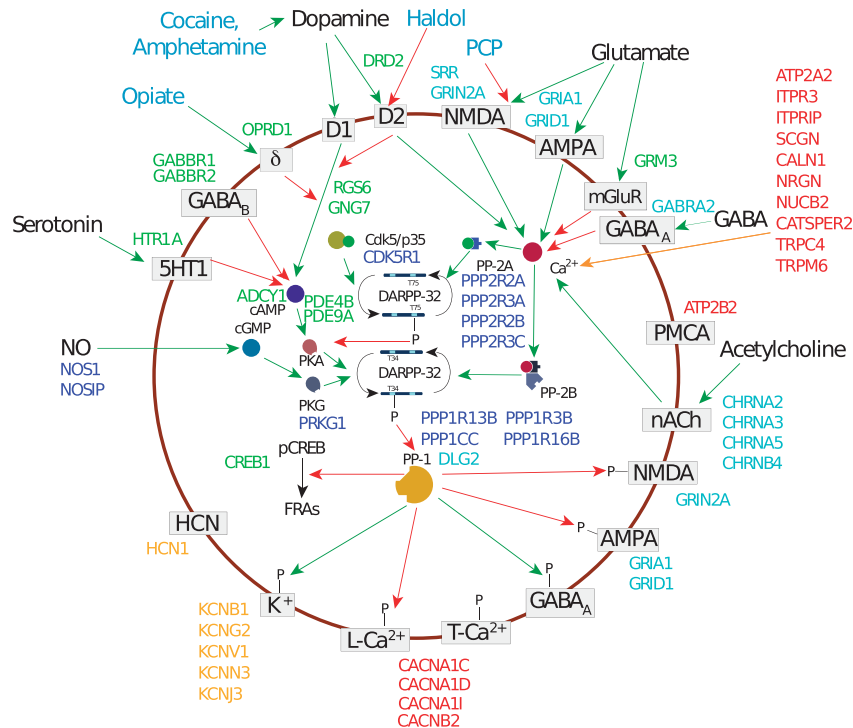 Cocaine,
Amphetamine
Dopamine
Haldol
PCP
Glutamate
DRD2
SRR
GRIN2A
GRIA1
GRID1
ATP2A2
ITPR3
ITPRIP
SCGN
CALN1
NRGN
NUCB2
CATSPER2
TRPC4
TRPM6
Opiate
OPRD1
D1
D2
NMDA
AMPA
GABBR1
GABBR2
δ
GRM3
RGS6
GNG7
mGluR
GABAB
GABRA2
GABA
GABAA
Serotonin
HTR1A
5HT1
Cdk5/p35
CDK5R1
PP-2A
Ca2+
PPP2R2A
PPP2R3A
PPP2R2B
PPP2R3C
T75
DARPP-32
T75
ADCY1
cAMP
PDE4B
PDE9A
cGMP
ATP2B2
PMCA
P
NO
NOS1
NOSIP
PKA
T34
DARPP-32
T34
PP-2B
Acetylcholine
PKG
PRKG1
P
PPP1R13B
PPP1CC
PPP1R3B
PPP1R16B
nACh
CHRNA2
CHRNA3
CHRNA5
CHRNB4
pCREB
CREB1
PP-1
DLG2
FRAs
P
NMDA
GRIN2A
HCN
HCN1
P
AMPA
GRIA1
GRID1
P
K+
P
L-Ca2+
P
T-Ca2+
P
GABAA
KCNB1
KCNG2
KCNV1
KCNN3
KCNJ3
CACNA1C
CACNA1D
CACNA1I
CACNB2